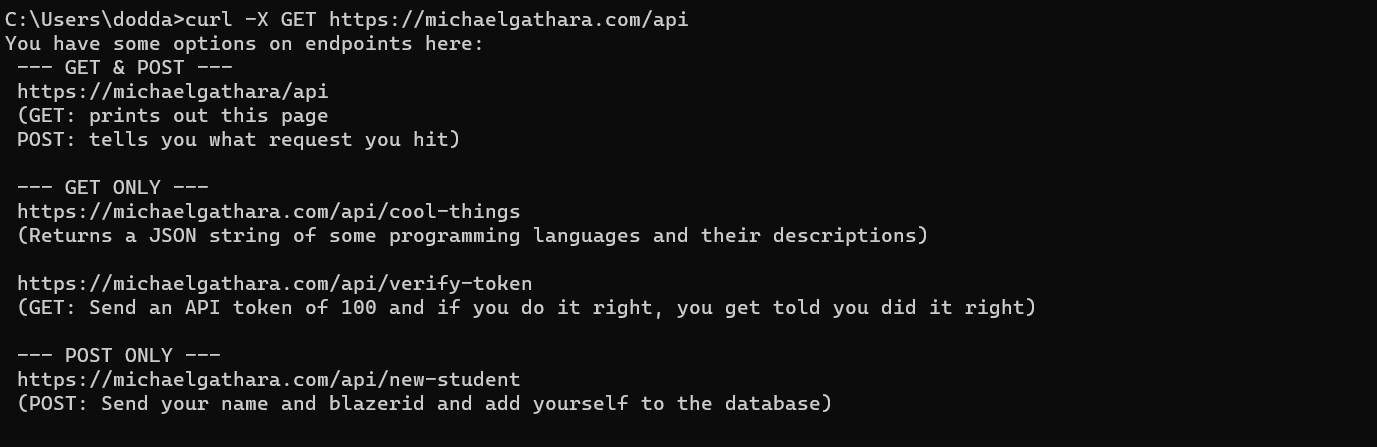 C:\Users\dodda>curl -X GET https://michaelgathara.com/api
You have some options on endpoints here:
--- GET & POST ---
https://michaelgathara/api
(GET: prints out this page
POST: tells you what request you hit)
--- GET ONLY ---
https://michaelgathara.com/api/cool-things
(Returns a JSON string of some programming languages and their descriptions)
https://michaelgathara.com/api/verify-token
(GET: Send an API token of 100 and if you do it right, you get told you did it right)
--- POST ONLY ---
https://michaelgathara.com/api/new-student
(POST: Send your name and blazerid and add yourself to the database)